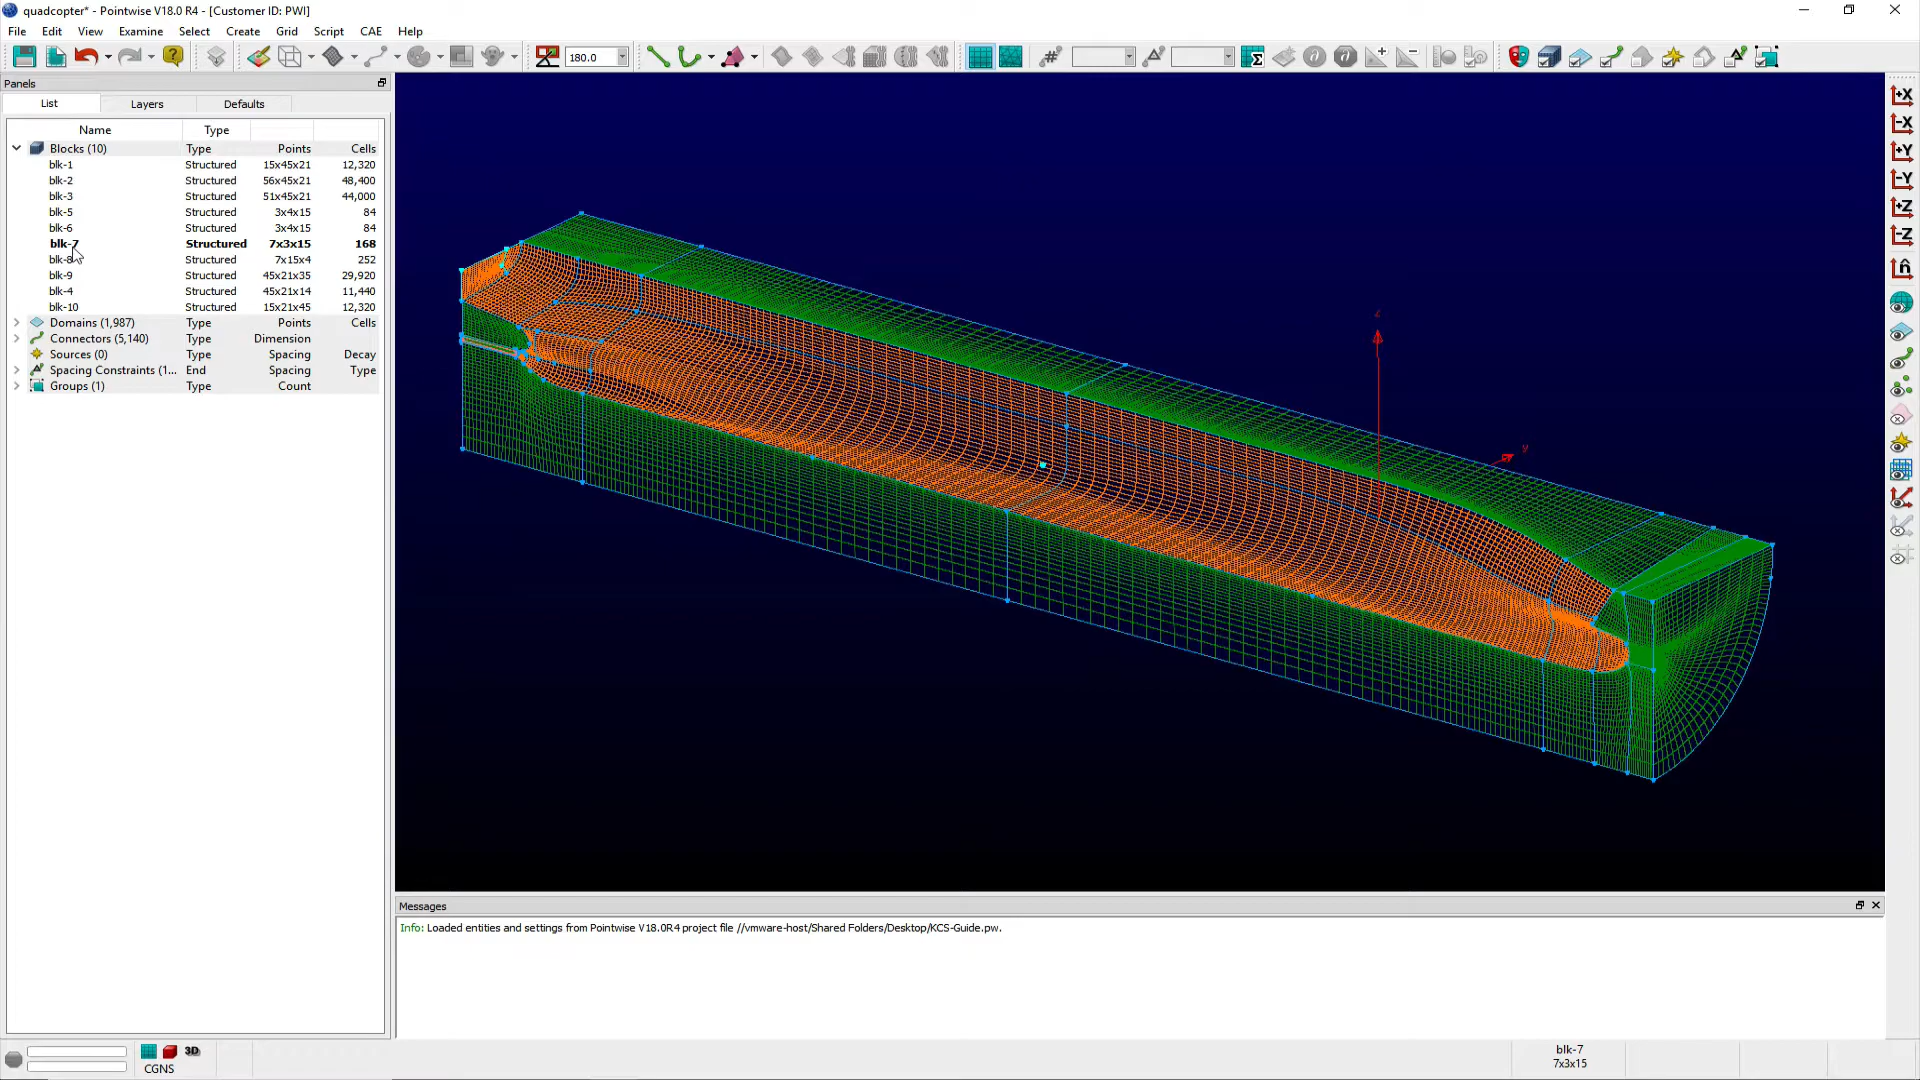 quadcopter* - Pointwise V18.0 R4 - [Customer ID: PWI]
File Edit View Examine Select Create Grid Script CAE Help
180.0
Panels
List Layers Defaults
Name Type
Blocks (10) Type Points Cells
blk-1 Structured 15x45x21 12,320
blk-2 Structured 56x45x21 48,400
blk-3 Structured 51x45x21 44,000
blk-5 Structured 3x4x15 84
blk-6 Structured 3x4x15 84
blk-7 Structured 7x3x15 168
blk-8 Structured 7x15x4 252
blk-9 Structured 45x21x35 29,920
blk-4 Structured 45x21x14 11,440
blk-10 Structured 15x21x45 12,320
Domains (1,987) Type Points Cells
Connectors (5,140) Type Dimension
Sources (0) Type Spacing Decay
Spacing Constraints (1... End Spacing Type
Groups (1) Type Count
z
y
+X
-X
+Y
-Y
+Z
-Z
n̂
Messages
Info: Loaded entities and settings from Pointwise V18.0R4 project file //vmware-host/Shared Folders/Desktop/KCS-Guide.pw.
3D
CGNS
blk-7
7x3x15